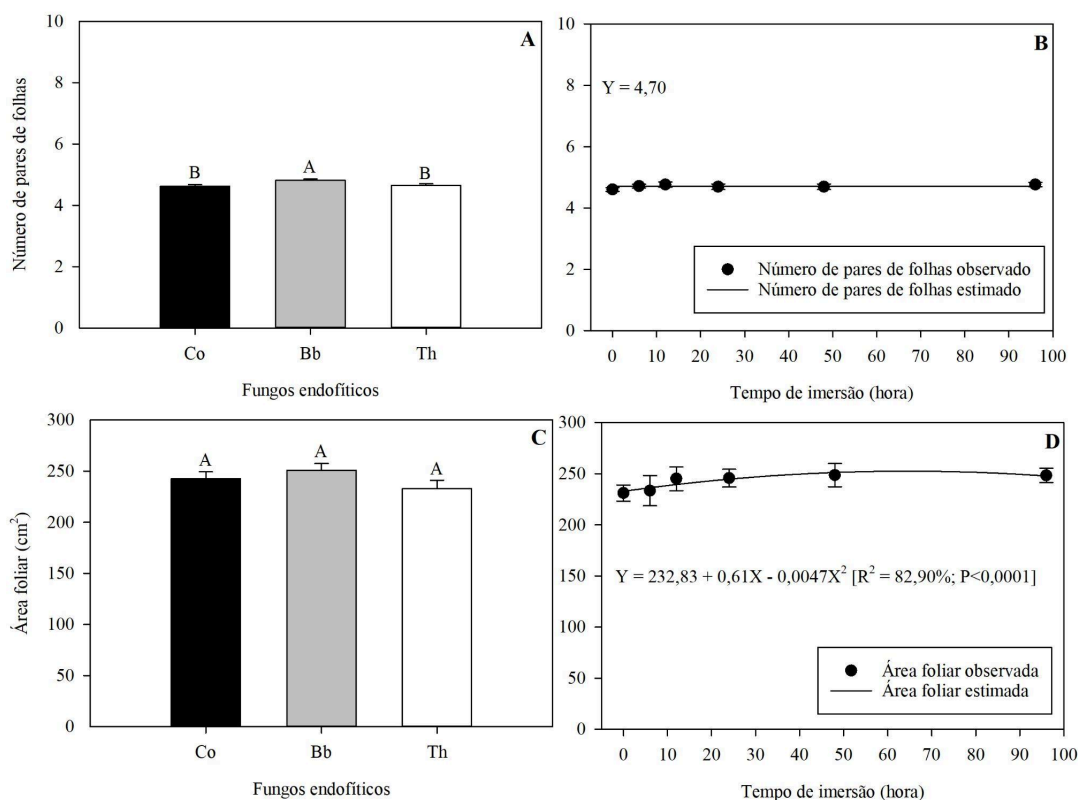 A
Número de pares de folhas
10
8
6
4
2
0
B
A
B
Co
Bb
Th
Fungos endofíticos
B
10
8
6
4
2
0
Y = 4,70
Número de pares de folhas observado
Número de pares de folhas estimado
0 10 20 30 40 50 60 70 80 90 100
Tempo de imersão (hora)
C
Área foliar (cm²)
300
250
200
150
100
50
0
A
A
A
Co
Bb
Th
Fungos endofíticos
D
300
250
200
150
100
50
0
Y = 232,83 + 0,61X - 0,0047X² [R² = 82,90%; P<0,0001]
Área foliar observada
Área foliar estimada
0 10 20 30 40 50 60 70 80 90 100
Tempo de imersão (hora)